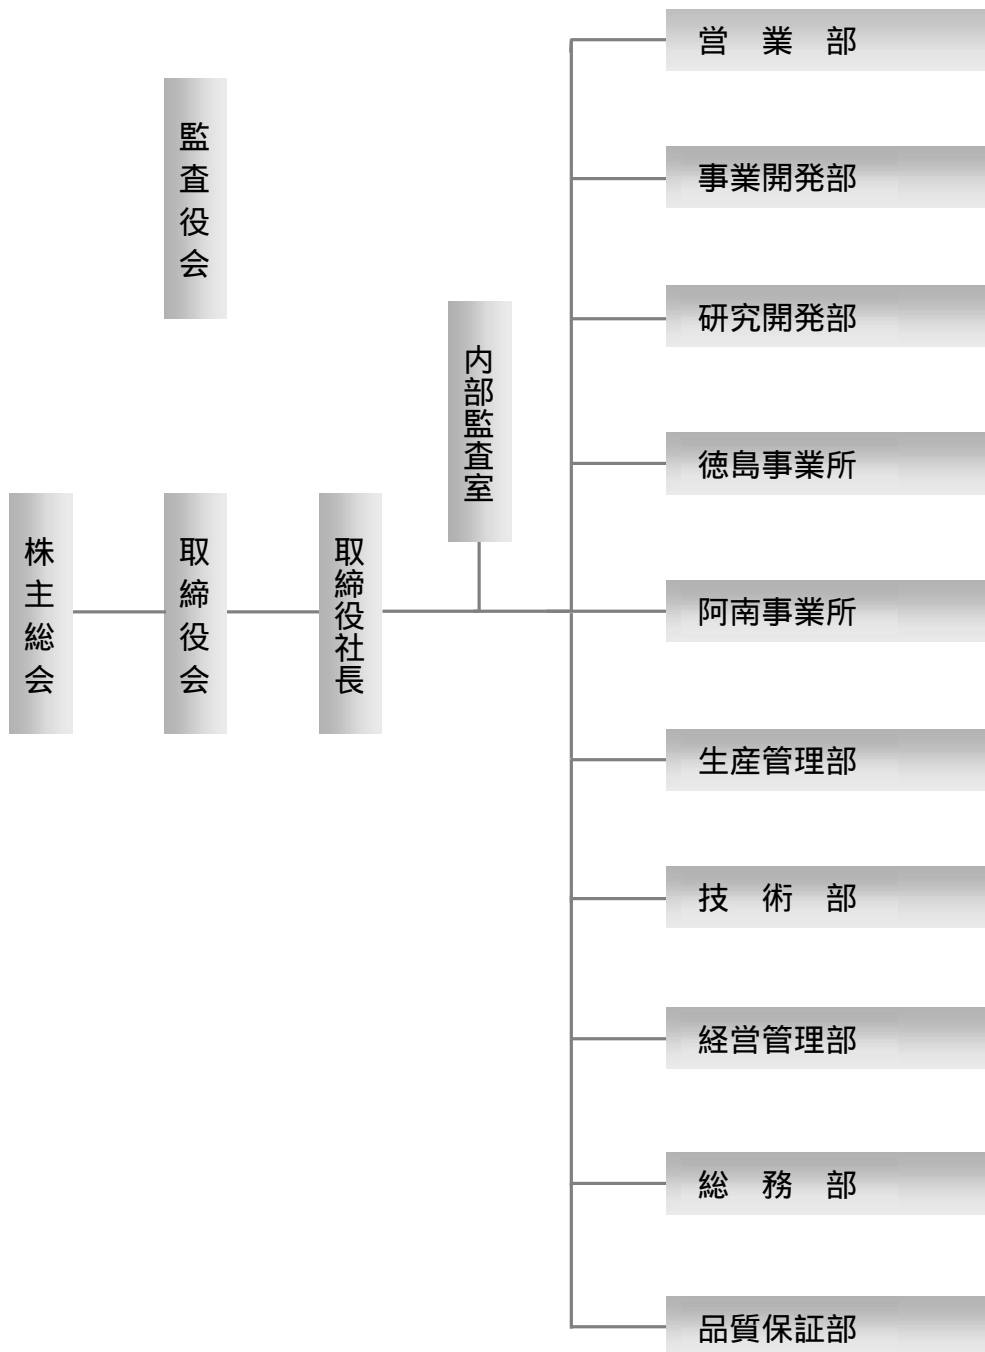 監査役会
株主総会
取締役会
取締役社長
内部監査室
営　業　部
事業開発部
研究開発部
徳島事業所
阿南事業所
生産管理部
技　術　部
経営管理部
総　務　部
品質保証部